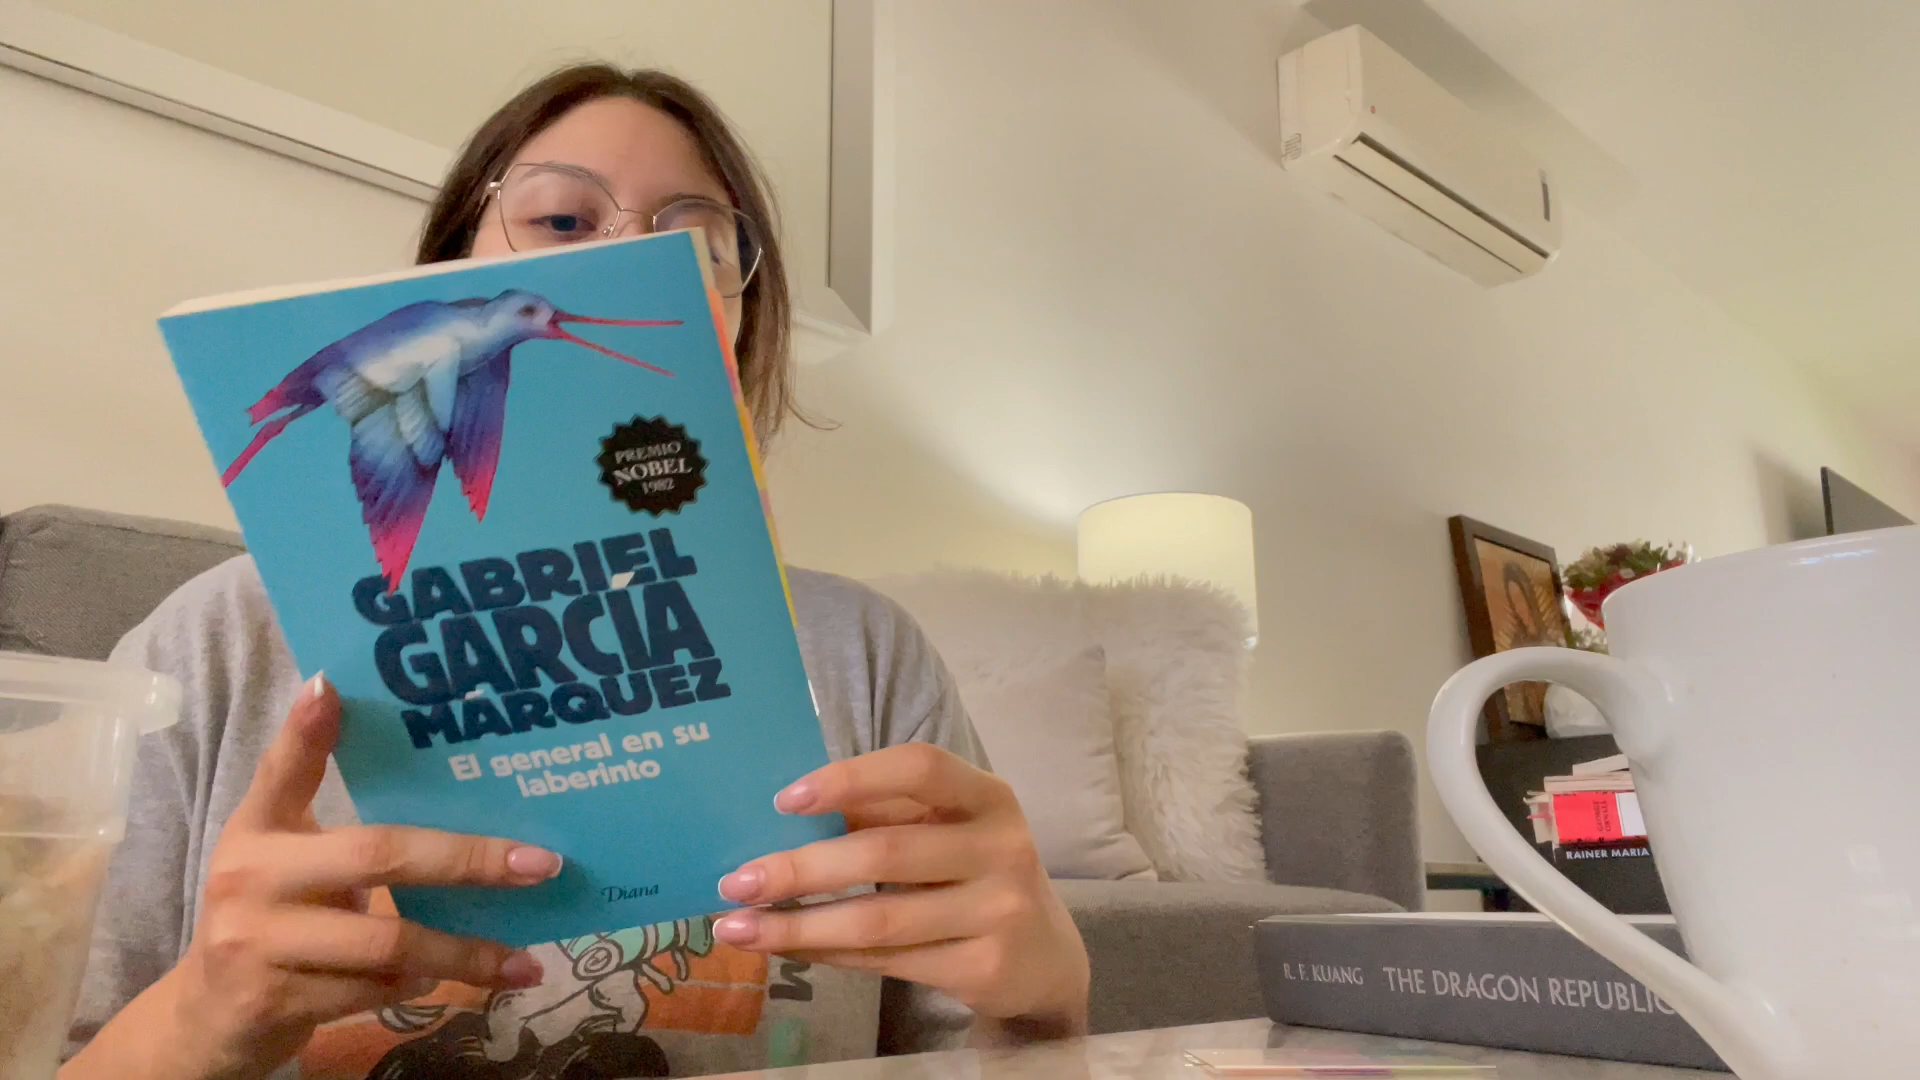 PREMIO
NOBEL
1982
GABRIEL
GARCÍA
MÁRQUEZ
El general en su
laberinto
Diana
RAINER MARIA
R. F. KUANG THE DRAGON REPUBLIC